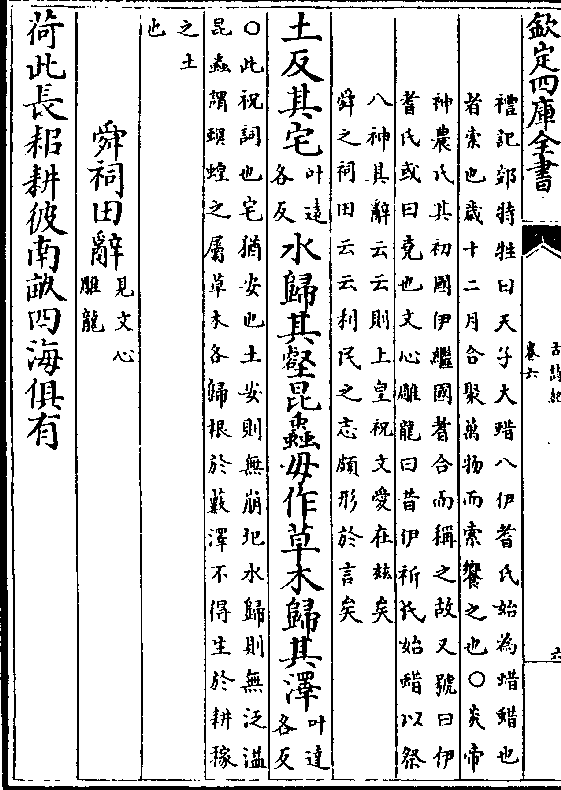 欽定四庫全書
古詩紀
卷六
六
禮記郊特牲曰天子大蜡八伊耆氏始為蜡蜡也
者索也歲十二月合聚萬物而索饗之也○炎帝
神農氏其初國伊繼國耆合而稱之故又號曰伊
耆氏或曰堯也文心雕龍曰昔伊祈氏始蜡以祭
八神其辭云云則上皇祝文爰在兹矣
舜之祠田云云利民之志頗形於言矣
土反其宅叶達各反水歸其壑昆蟲毋作草木歸其澤叶達各反
○此祝詞也宅猶安也土安則無崩圯水歸則無泛溢
昆蟲謂螟蝗之屬草木各歸根於藪澤不得生於耕稼
之土
也
舜祠田辭見文心雕龍
荷此長耜耕彼南畝四海俱有